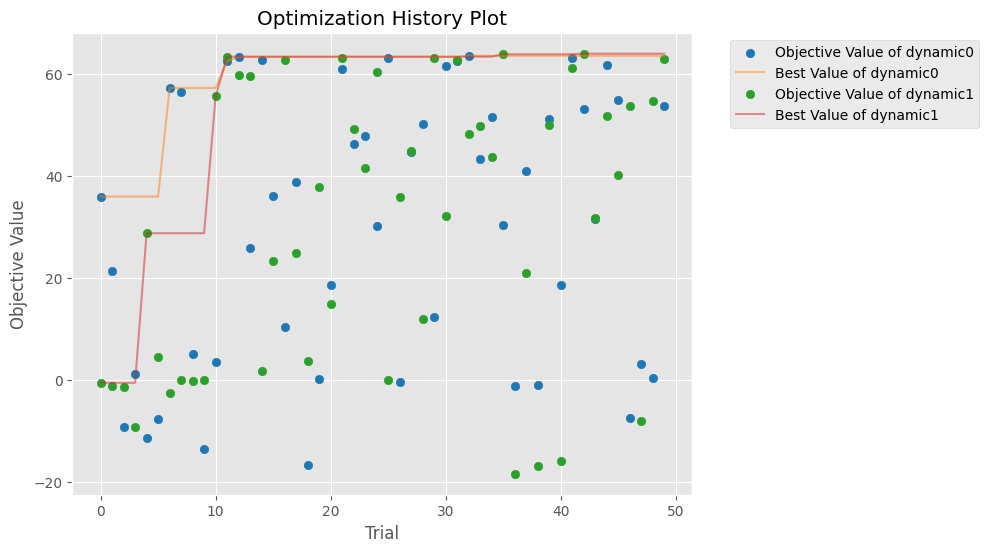 Optimization History Plot
Objective Value
60
40
20
0
−20
0
10
20
30
40
50
Trial
Objective Value of dynamic0
Best Value of dynamic0
Objective Value of dynamic1
Best Value of dynamic1